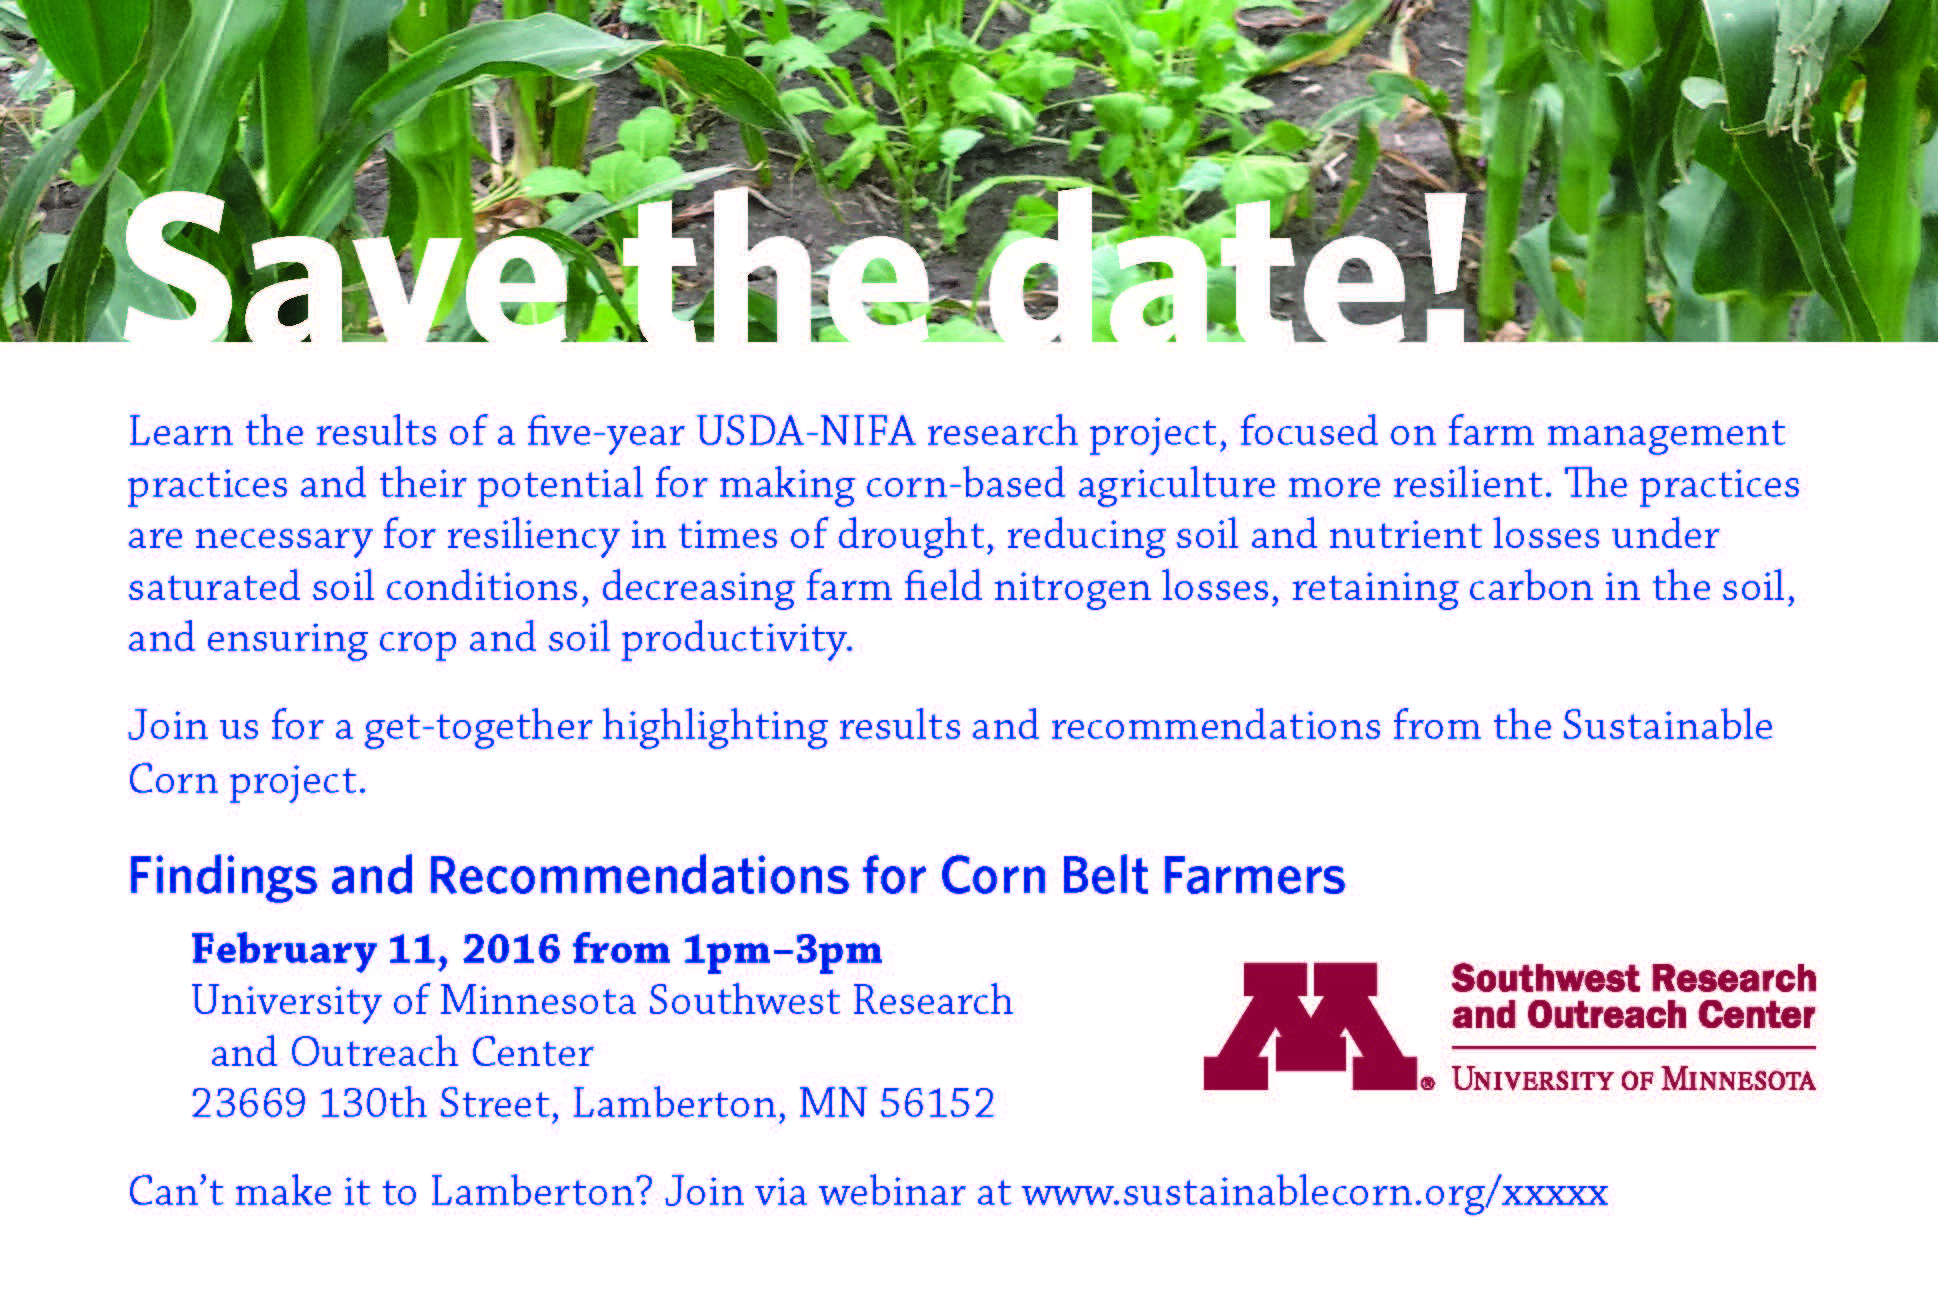 Save the date!
Learn the results of a five-year USDA-NIFA research project, focused on farm management
practices and their potential for making corn-based agriculture more resilient. The practices
are necessary for resiliency in times of drought, reducing soil and nutrient losses under
saturated soil conditions, decreasing farm field nitrogen losses, retaining carbon in the soil,
and ensuring crop and soil productivity.
Join us for a get-together highlighting results and recommendations from the Sustainable
Corn project.
Findings and Recommendations for Corn Belt Farmers
February 11, 2016 from 1pm–3pm
University of Minnesota Southwest Research
and Outreach Center
23669 130th Street, Lamberton, MN 56152
M®
Southwest Research
and Outreach Center
University of Minnesota
Can't make it to Lamberton? Join via webinar at www.sustainablecorn.org/xxxxx